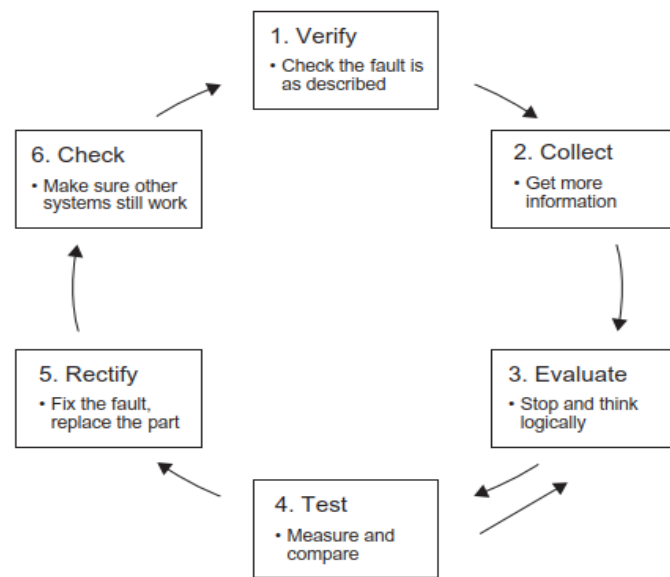 1. Verify
• Check the fault is
as described
2. Collect
• Get more
information
3. Evaluate
• Stop and think
logically
4. Test
• Measure and
compare
5. Rectify
• Fix the fault,
replace the part
6. Check
• Make sure other
systems still work